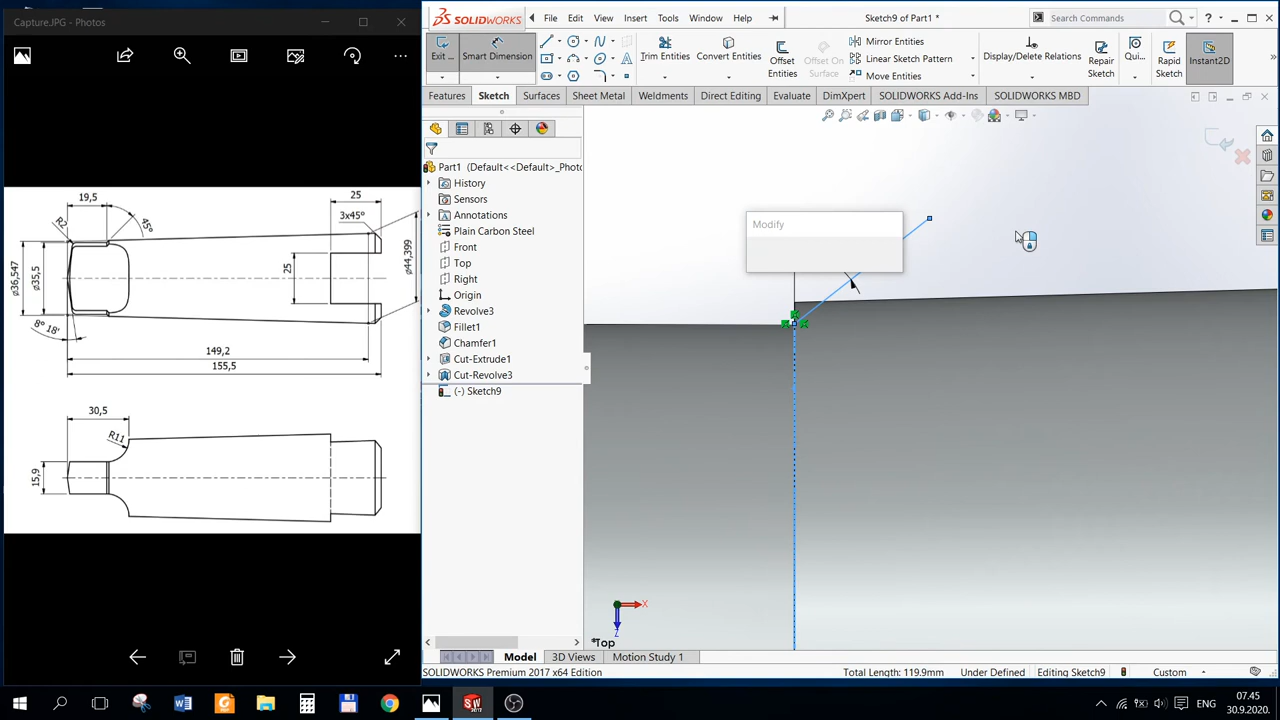 CaptureJPG - Photos
19,5
R2
45°
25
3x45°
ø36,547
ø35,5
25
ø44,399
8° 18'
149,2
155,5
30,5
R11
15,9
SOLIDWORKS
File
Edit
View
Insert
Tools
Window
Help
Sketch9 of Part1 *
Search Commands
Exit ...
Smart Dimension
Trim Entities
Convert Entities
Offset Entities
Offset On Surface
Mirror Entities
Linear Sketch Pattern
Move Entities
Display/Delete Relations
Repair Sketch
Qui...
Rapid Sketch
Instant2D
Features
Sketch
Surfaces
Sheet Metal
Weldments
Direct Editing
Evaluate
DimXpert
SOLIDWORKS Add-Ins
SOLIDWORKS MBD
Part1 (Default<<Default>_Photo
History
Sensors
Annotations
Plain Carbon Steel
Front
Top
Right
Origin
Revolve3
Fillet1
Chamfer1
Cut-Extrude1
Cut-Revolve3
(-) Sketch9
Modify
X
Z
*Top
Model
3D Views
Motion Study 1
SOLIDWORKS Premium 2017 x64 Edition
Total Length: 119.9mm
Under Defined
Editing Sketch9
Custom
ENG
07.45
30.9.2020.